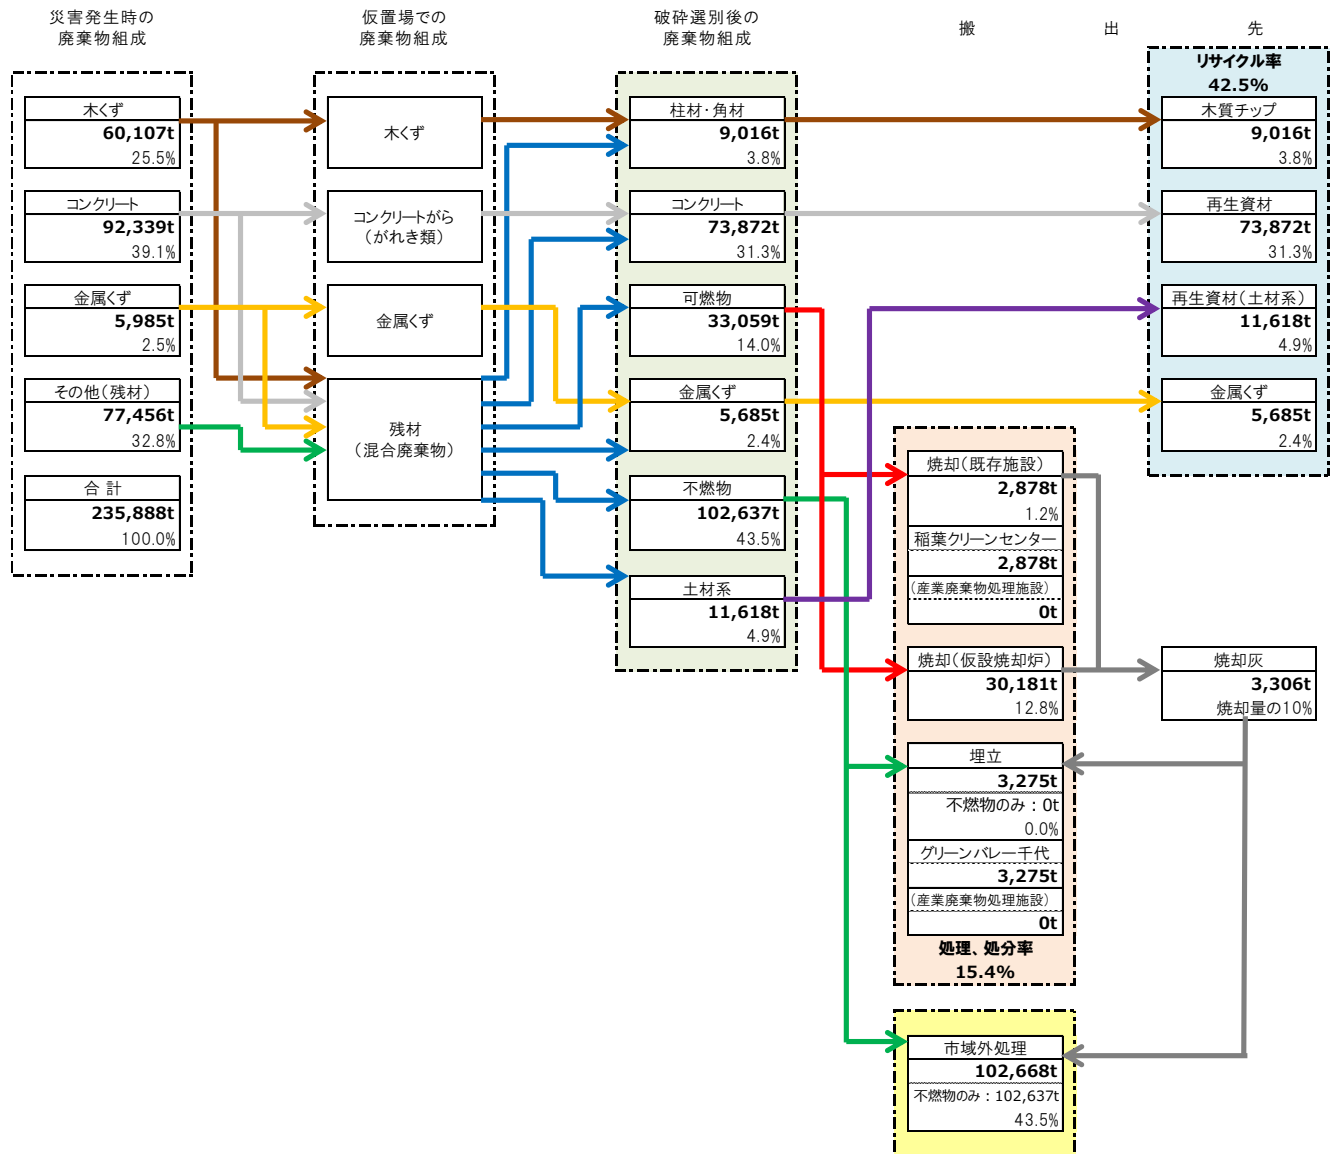 災害発生時の
廃棄物組成
仮置場での
廃棄物組成
破砕選別後の
廃棄物組成
搬 出 先
木くず
60,107t
25.5%
コンクリート
92,339t
39.1%
金属くず
5,985t
2.5%
その他(残材)
77,456t
32.8%
合 計
235,888t
100.0%
木くず
コンクリートがら
(がれき類)
金属くず
残材
(混合廃棄物)
柱材・角材
9,016t
3.8%
コンクリート
73,872t
31.3%
可燃物
33,059t
14.0%
金属くず
5,685t
2.4%
不燃物
102,637t
43.5%
土材系
11,618t
4.9%
リサイクル率
42.5%
木質チップ
9,016t
3.8%
再生資材
73,872t
31.3%
再生資材(土材系)
11,618t
4.9%
金属くず
5,685t
2.4%
焼却(既存施設)
2,878t
1.2%
稲葉クリーンセンター
2,878t
(産業廃棄物処理施設)
0t
焼却(仮設焼却炉)
30,181t
12.8%
焼却灰
3,306t
焼却量の10%
埋立
3,275t
不燃物のみ：0t
0.0%
グリーンバレー千代
3,275t
(産業廃棄物処理施設)
0t
処理、処分率
15.4%
市域外処理
102,668t
不燃物のみ：102,637t
43.5%